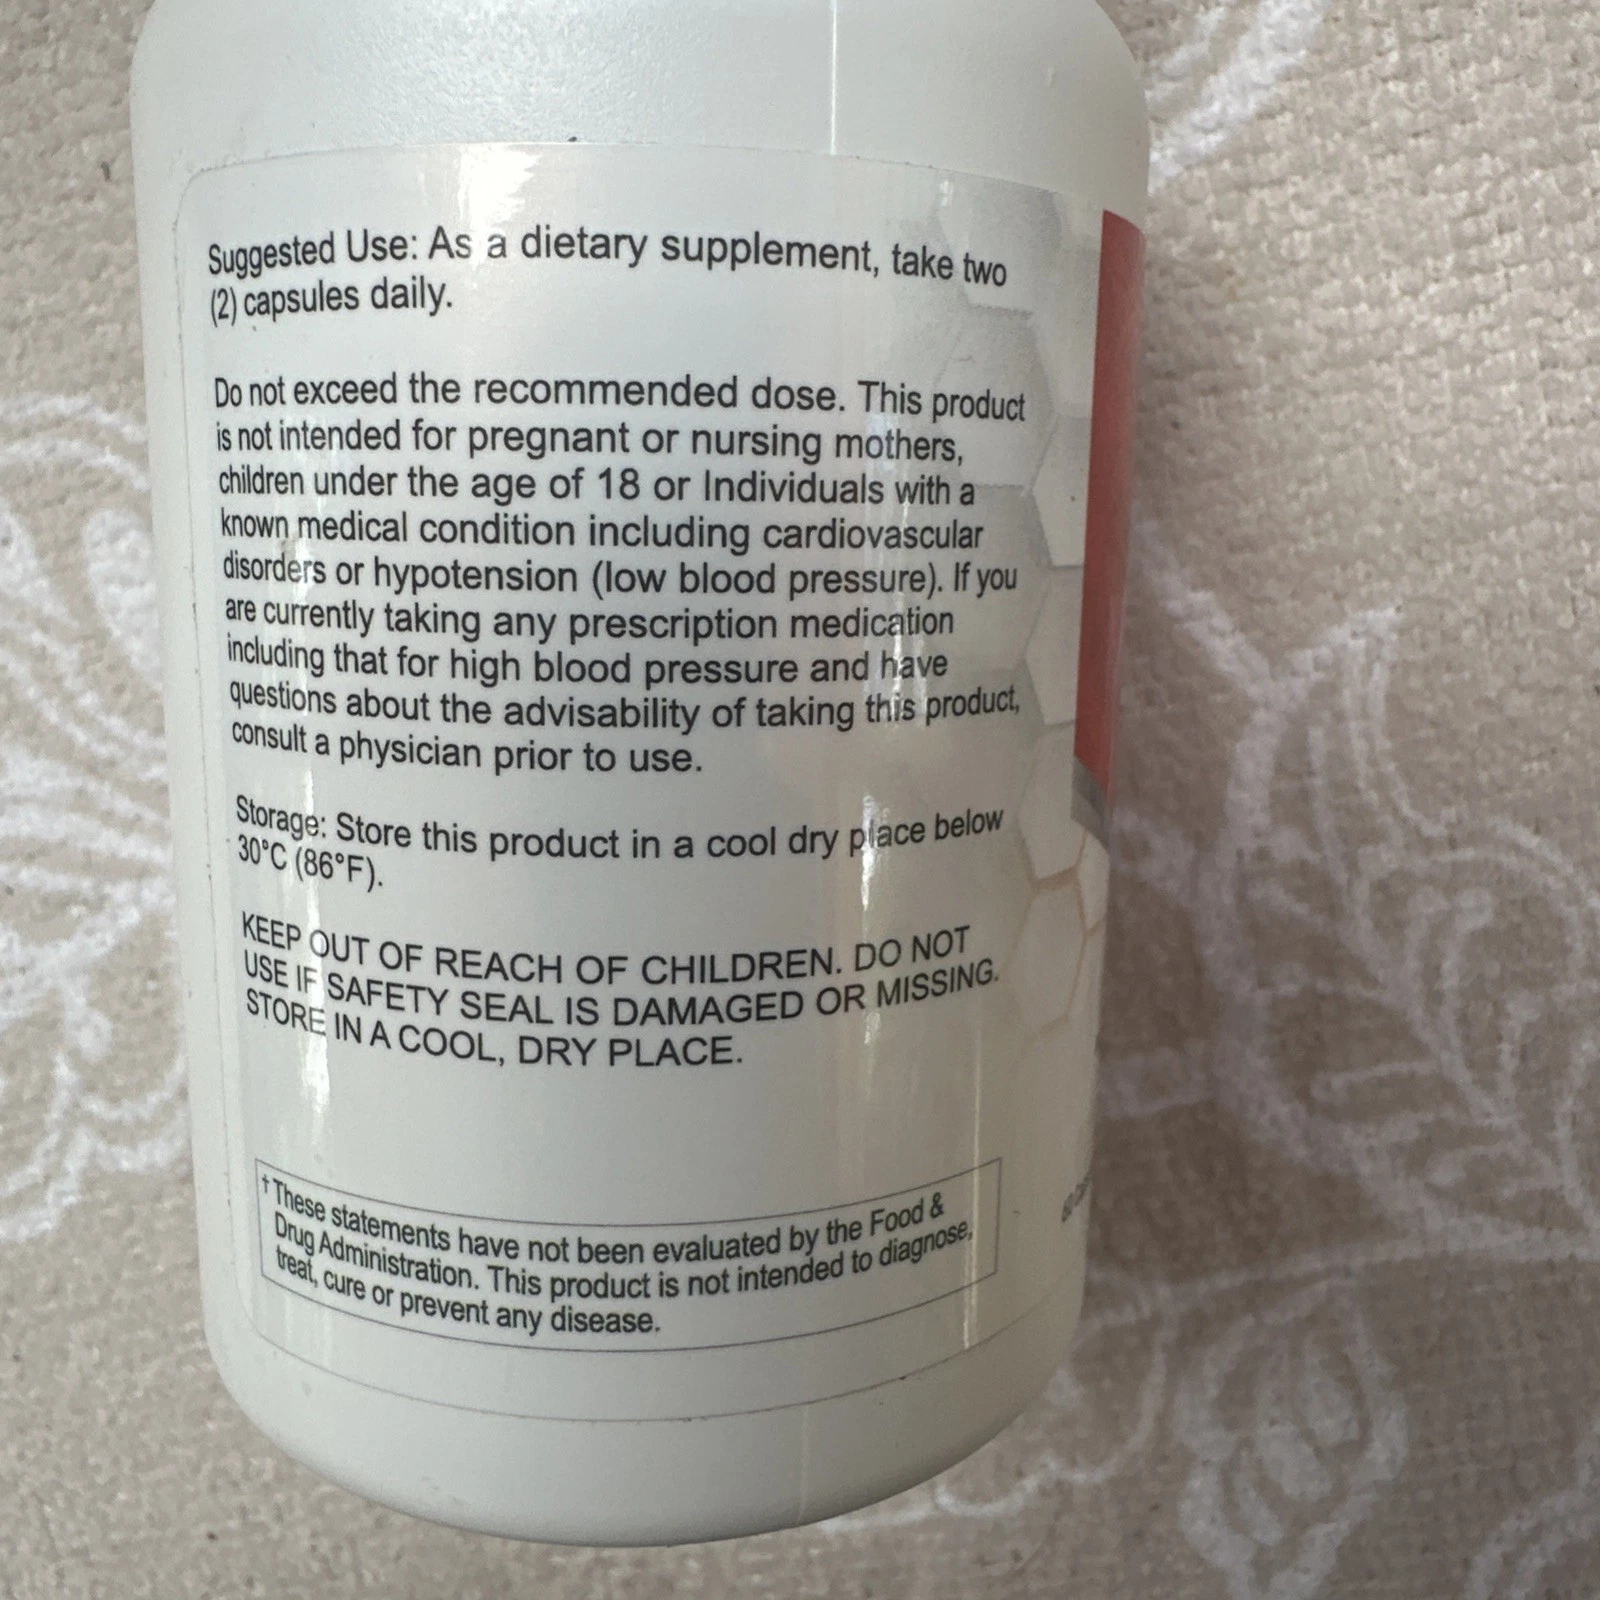 Suggested Use: As a dietary supplement, take two
(2) capsules daily.
Do not exceed the recommended dose. This product
is not intended for pregnant or nursing mothers,
children under the age of 18 or Individuals with a
known medical condition including cardiovascular
disorders or hypotension (low blood pressure). If you
are currently taking any prescription medication
including that for high blood pressure and have
questions about the advisability of taking this product,
consult a physician prior to use.
Storage: Store this product in a cool dry place below
30°C (86°F).
KEEP OUT OF REACH OF CHILDREN. DO NOT
USE IF SAFETY SEAL IS DAMAGED OR MISSING.
STORE IN A COOL, DRY PLACE.
†These statements have not been evaluated by the Food &
Drug Administration. This product is not intended to diagnose,
treat, cure or prevent any disease.